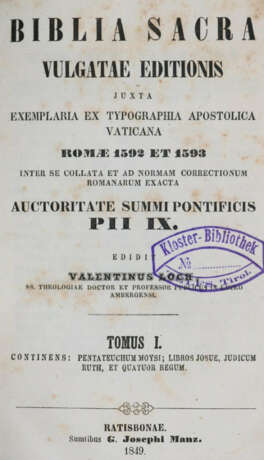 BIBLIA SACRA
VULGATAE EDITIONIS
JUXTA
EXEMPLARIA EX TYPOGRAPHIA APOSTOLICA
VATICANA
ROMÆ 1592 ET 1593
INTER SE COLLATA ET AD NORMAM CORRECTIONUM
ROMANARUM EXACTA
AUCTORITATE SUMMI PONTIFICIS
PII IX.
EDIDIT
VALENTINUS LOCH
SS. THEOLOGIAE DOCTOR ET PROFESSOR
AMBERGENSI.
Kloster-Bibliothek
No
Tirol
TOMUS I.
CONTINENS: PENTATEUCHUM MOYSI; LIBROS JOSUE, JUDICUM
RUTH, ET QUATUOR REGUM.
RATISBONAE.
Sumtibus G. Josephi Manz.
1849.